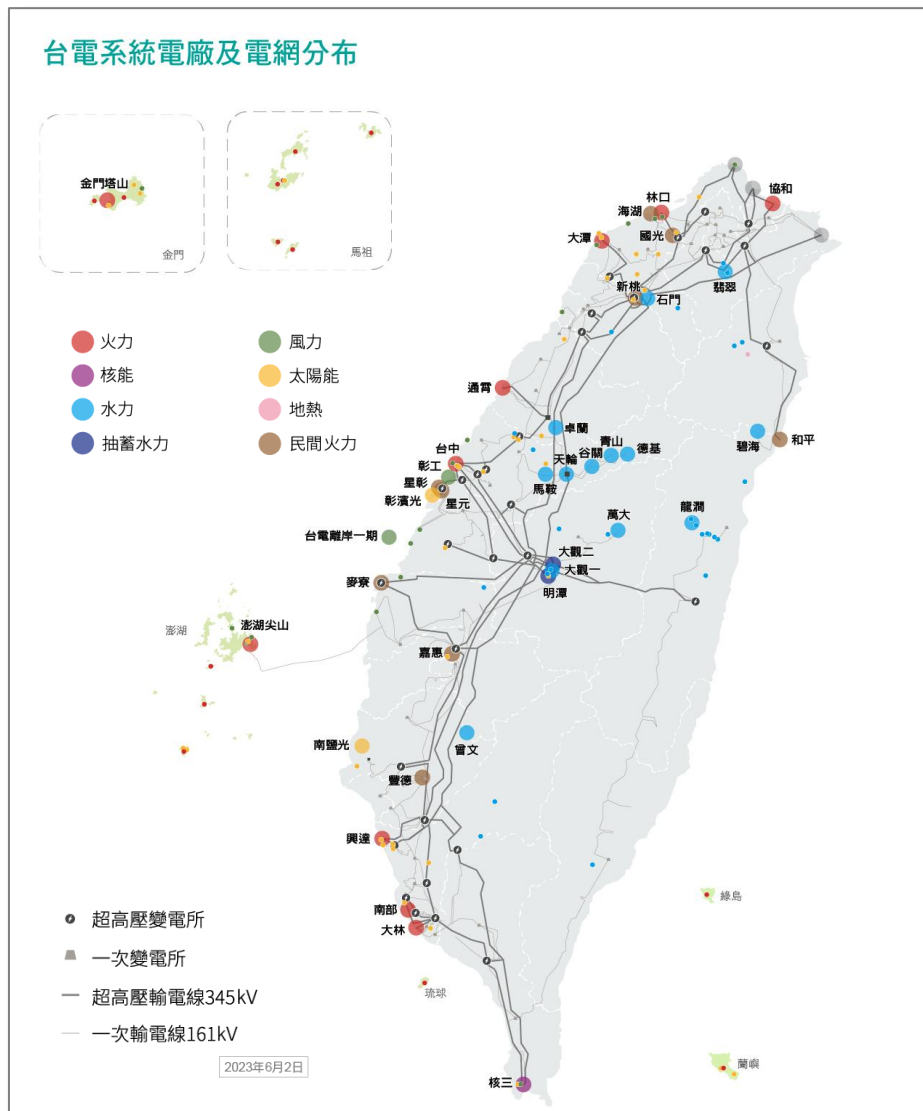 台電系統電廠及電網分布
金門塔山
金門
馬祖
火力
核能
水力
抽蓄水力
風力
太陽能
地熱
民間火力
協和
林口
海湖
大潭
國光
翡翠
新桃
石門
通霄
卓蘭
青山
德基
谷關
天輪
馬鞍
碧海
和平
台中
彰工
星彰
星元
彰濱光
台電離岸一期
萬大
龍澗
大觀二
大觀一
明潭
麥寮
澎湖
澎湖尖山
嘉惠
南鹽光
曾文
豐德
興達
南部
大林
綠島
琉球
蘭嶼
核三
超高壓變電所
一次變電所
超高壓輸電線345kV
一次輸電線161kV
2023年6月2日